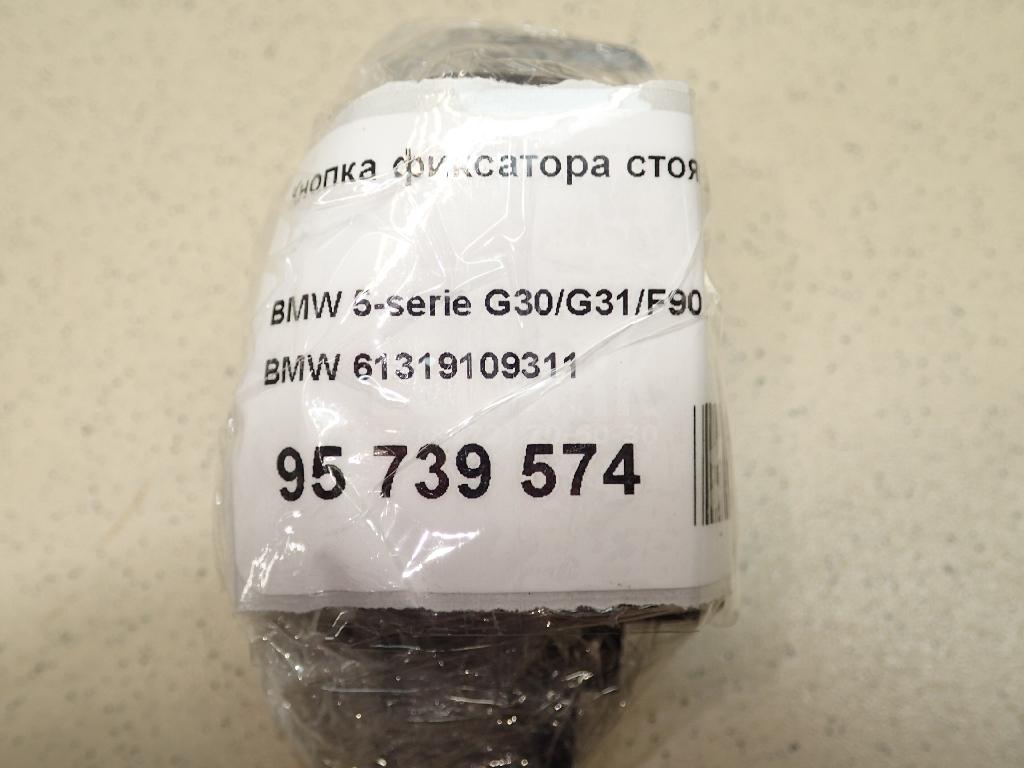 кнопка фиксатора стоя
BMW 5-serie G30/G31/F90
BMW 61319109311
95 739 574